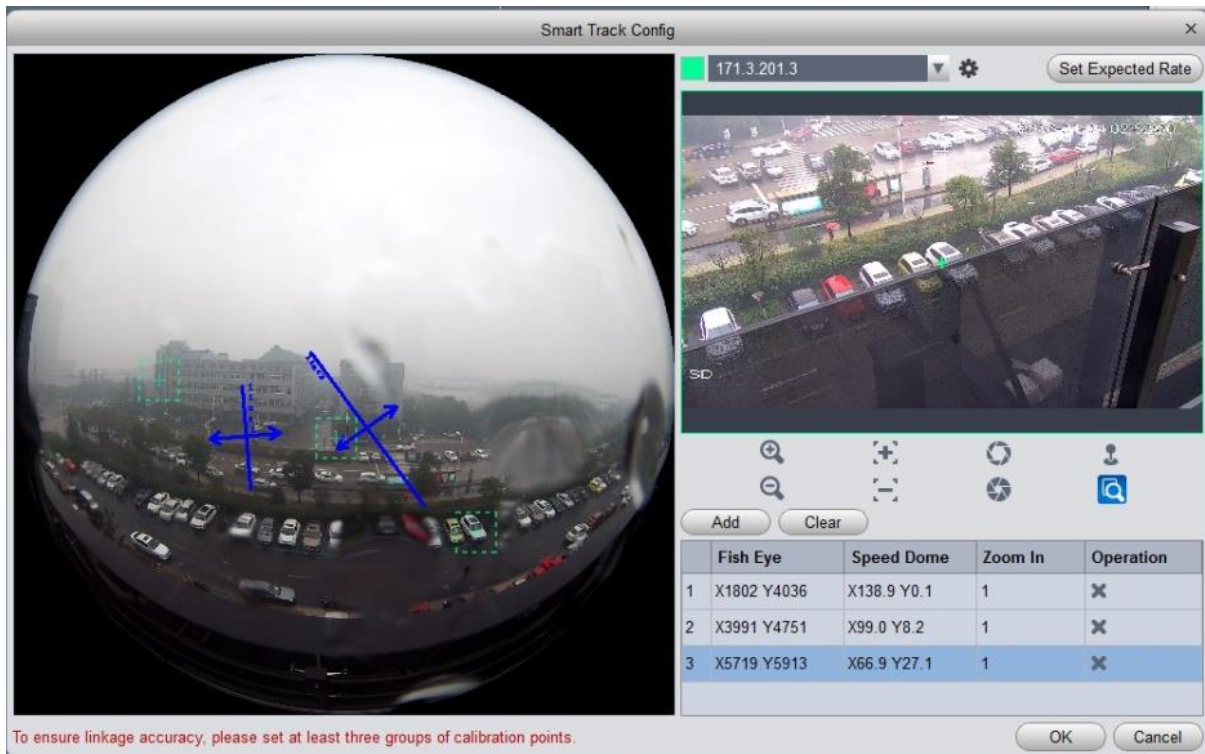 Smart Track Config
171.3.201.3
Set Expected Rate
SD
Add
Clear
Fish Eye Speed Dome Zoom In Operation
1 X1802 Y4036 X138.9 Y0.1 1
2 X3991 Y4751 X99.0 Y8.2 1
3 X5719 Y5913 X66.9 Y27.1 1
To ensure linkage accuracy, please set at least three groups of calibration points.
OK
Cancel